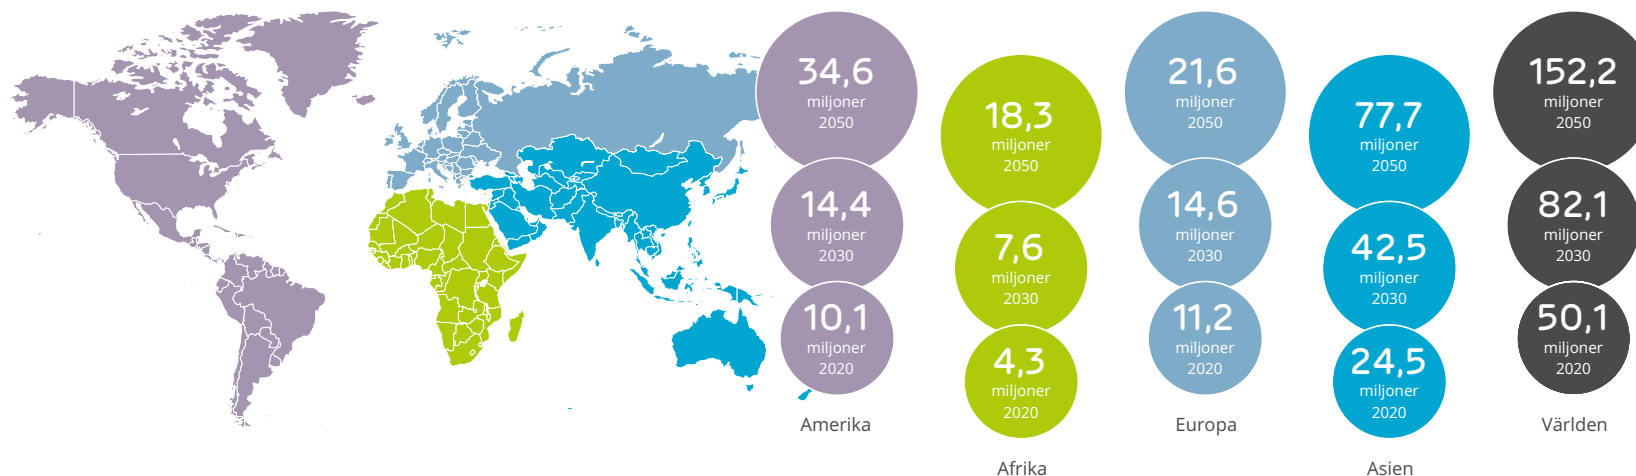 34,6
miljoner
2050
14,4
miljoner
2030
10,1
miljoner
2020
Amerika
18,3
miljoner
2050
7,6
miljoner
2030
4,3
miljoner
2020
Afrika
21,6
miljoner
2050
14,6
miljoner
2030
11,2
miljoner
2020
Europa
77,7
miljoner
2050
42,5
miljoner
2030
24,5
miljoner
2020
Asien
152,2
miljoner
2050
82,1
miljoner
2030
50,1
miljoner
2020
Världen